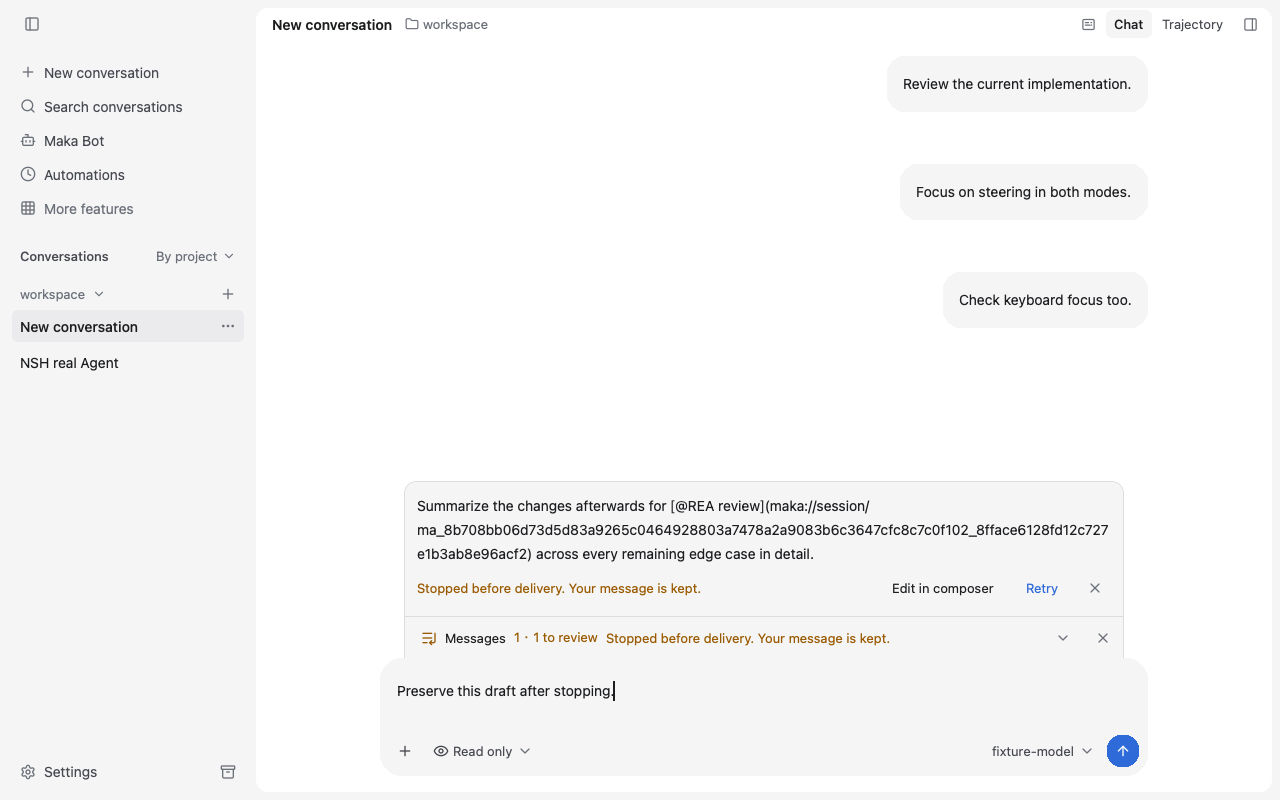 New conversation
workspace
Chat
Trajectory
New conversation
Search conversations
Maka Bot
Automations
More features
Conversations
By project
workspace
New conversation
NSH real Agent
Settings
Review the current implementation.
Focus on steering in both modes.
Check keyboard focus too.
Summarize the changes afterwards for [@REA review](maka://session/
ma_8b708bb06d73d5d83a9265c0464928803a7478a2a9083b6c3647cfc8c7c0f102_8fface6128fd12c727
e1b3ab8e96acf2) across every remaining edge case in detail.
Stopped before delivery. Your message is kept.
Edit in composer
Retry
Messages 1 · 1 to review Stopped before delivery. Your message is kept.
Preserve this draft after stopping.
Read only
fixture-model